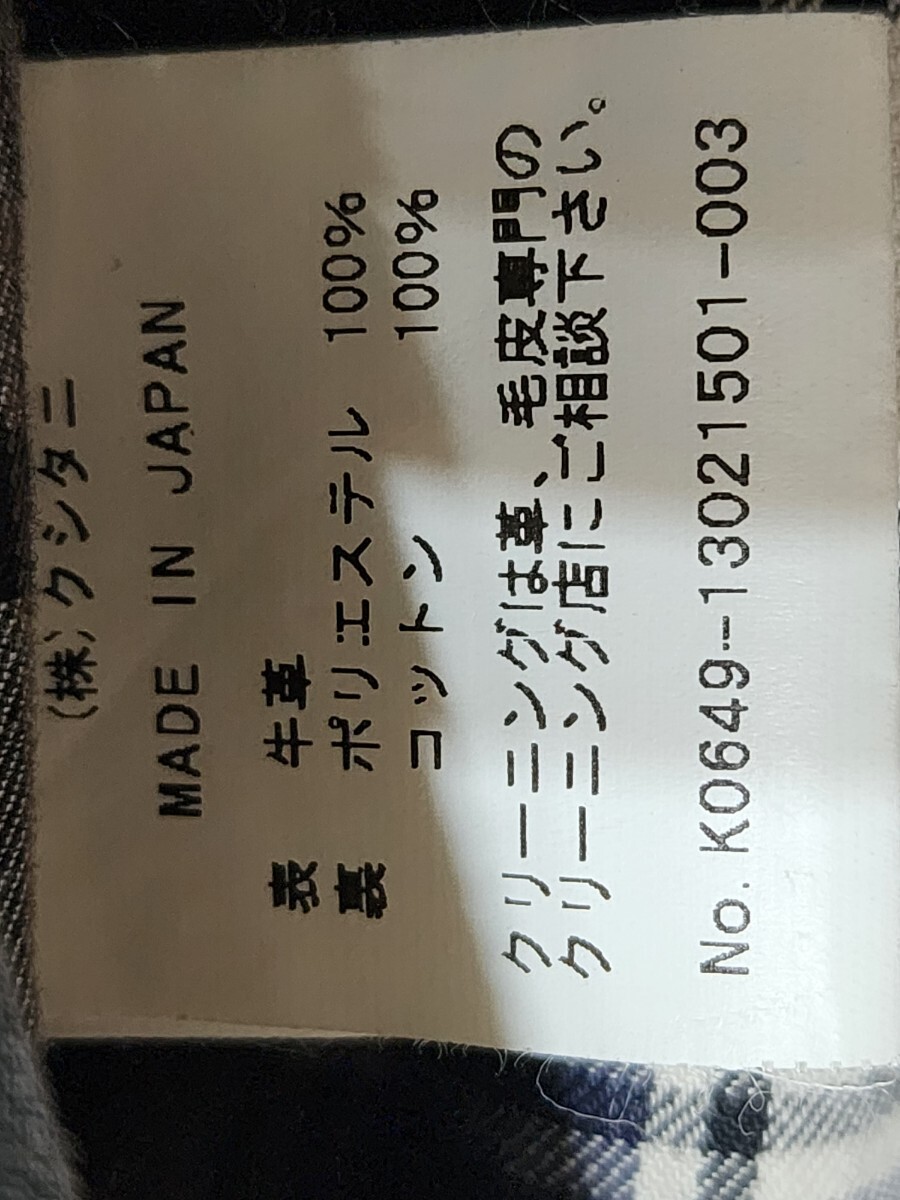 (株)クシタニ
MADE IN JAPAN
表 牛革
裏 ポリエステル 100%
コットン 100%
クリーニングは革、毛皮専門の
クリーニング店にご相談下さい。
No. K0649-13021501-003